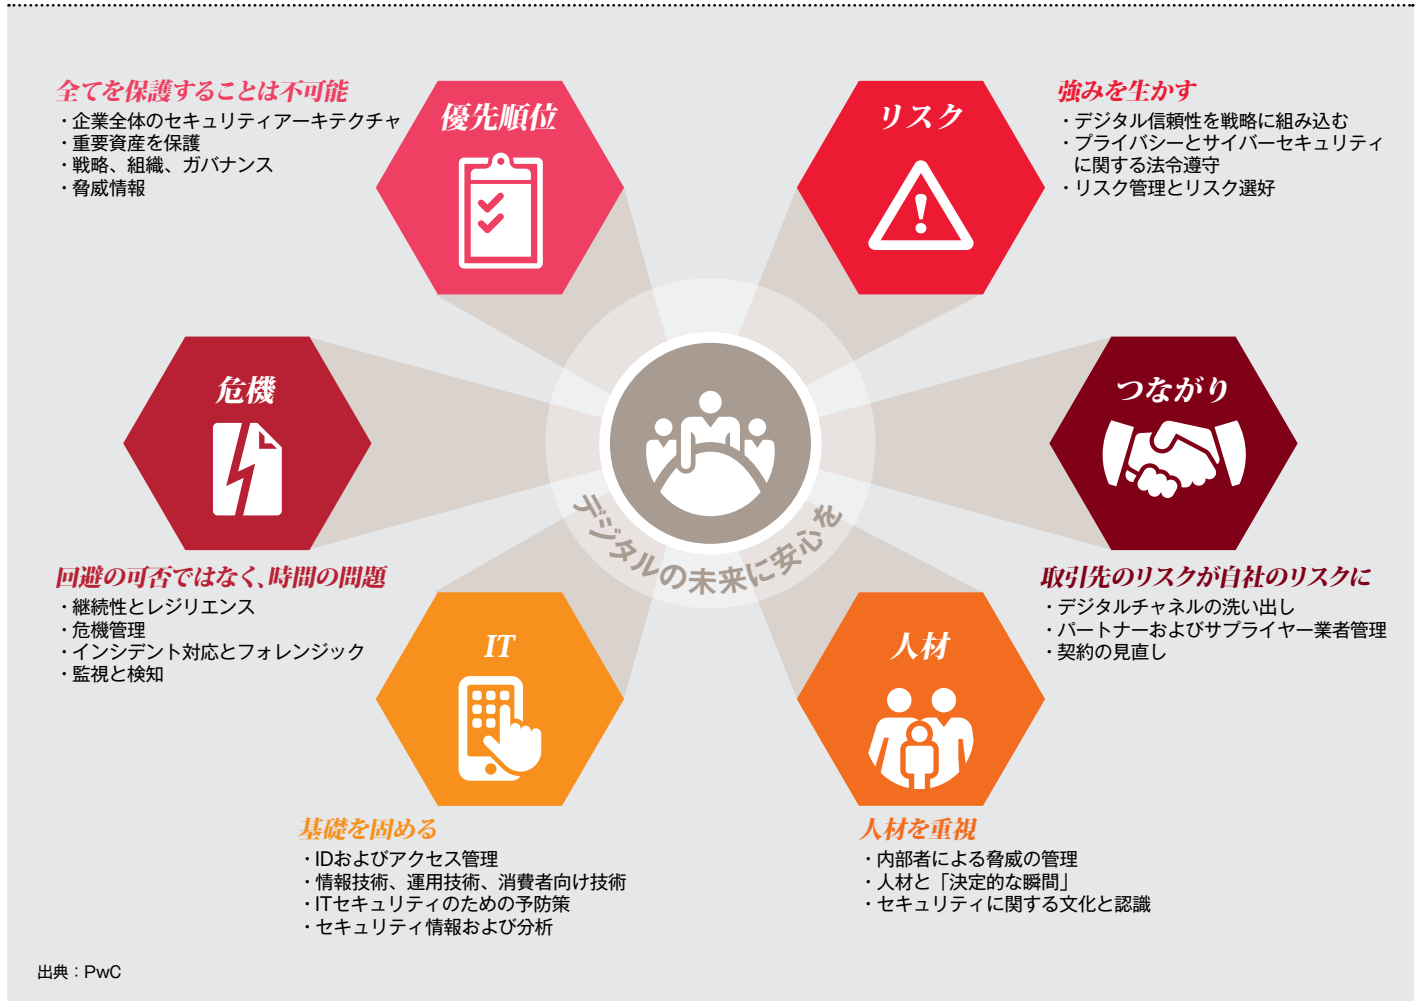 全てを保護することは不可能
・企業全体のセキュリティアーキテクチャ
・重要資産を保護
・戦略、組織、ガバナンス
・脅威情報
優先順位
リスク
強みを生かす
・デジタル信頼性を戦略に組み込む
・プライバシーとサイバーセキュリティ
に関する法令遵守
・リスク管理とリスク選好
危機
つながり
デジタルの未来に安心を
回避の可否ではなく、時間の問題
・継続性とレジリエンス
・危機管理
・インシデント対応とフォレンジック
・監視と検知
取引先のリスクが自社のリスクに
・デジタルチャネルの洗い出し
・パートナーおよびサプライヤー業者管理
・契約の見直し
IT
人材
基礎を固める
・IDおよびアクセス管理
・情報技術、運用技術、消費者向け技術
・ITセキュリティのための予防策
・セキュリティ情報および分析
人材を重視
・内部者による脅威の管理
・人材と「決定的な瞬間」
・セキュリティに関する文化と認識
出典：PwC